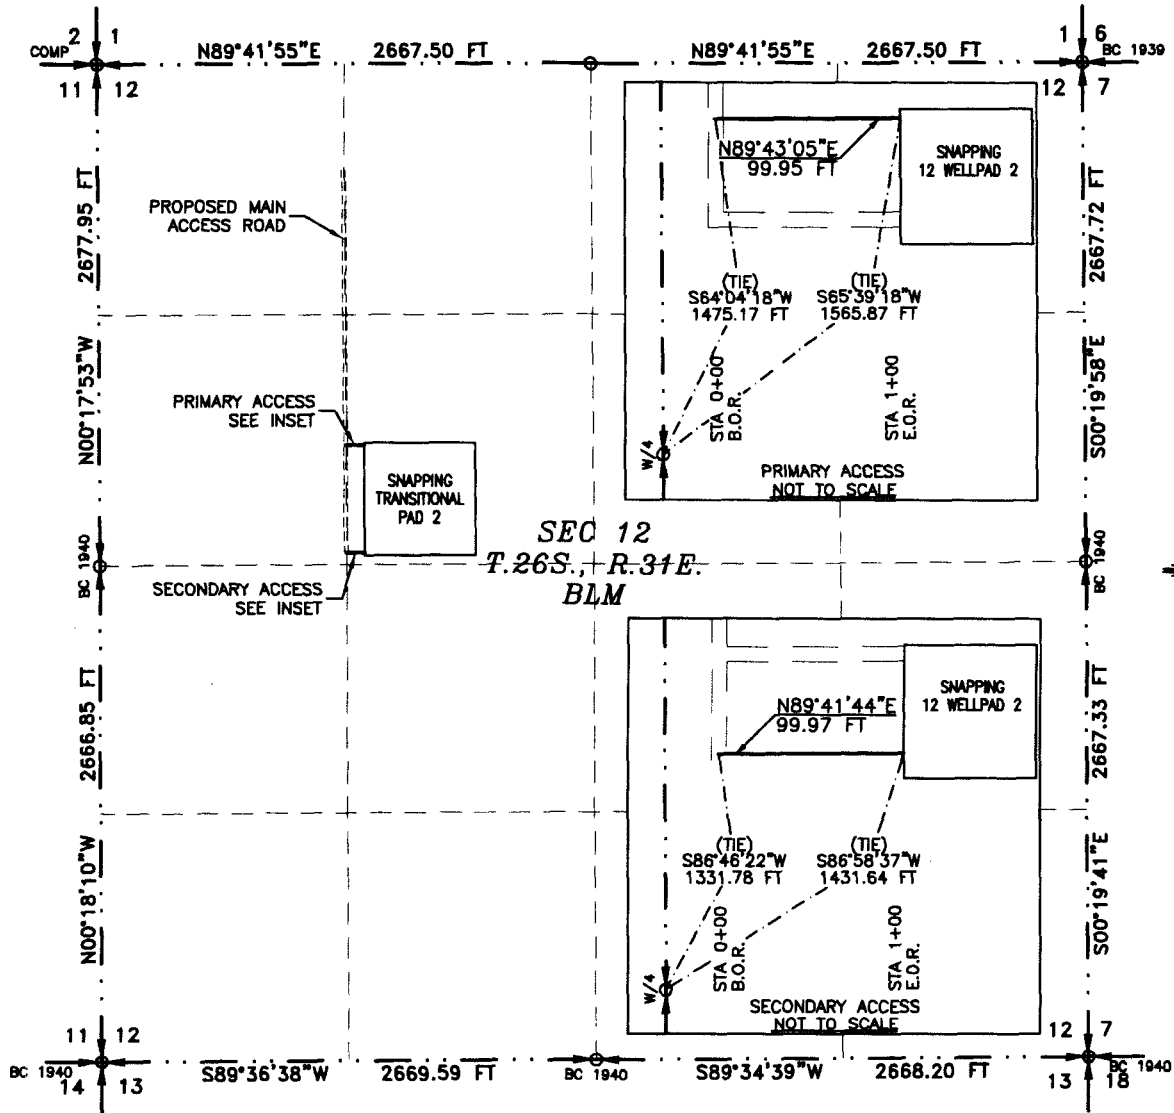 2 1
COMP
11 12
N89°41'55"E 2667.50 FT
N89°41'55"E 2667.50 FT
1 6
BC 1939
12 7
N89°43'05"E
99.95 FT
SNAPPING
12 WELLPAD 2
2677.95 FT
N00°17'53"W
PROPOSED MAIN
ACCESS ROAD
2667.72 FT
S00°19'58"E
(TIE)
S64°04'18"W
1475.17 FT
(TIE)
S65°39'18"W
1565.87 FT
STA 0+00
B.O.R.
STA 1+00
E.O.R.
W/4
PRIMARY ACCESS
NOT TO SCALE
PRIMARY ACCESS
SEE INSET
SNAPPING
TRANSITIONAL
PAD 2
SEC 12
T.26S., R.31E.
BLM
BC 1940
BC 1940
SECONDARY ACCESS
SEE INSET
SNAPPING
12 WELLPAD 2
N89°41'44"E
99.97 FT
2666.85 FT
N00°18'10"W
2667.33 FT
S00°19'41"E
(TIE)
S86°46'22"W
1331.78 FT
(TIE)
S86°58'37"W
1431.64 FT
STA 0+00
B.O.R.
STA 1+00
E.O.R.
W/4
SECONDARY ACCESS
NOT TO SCALE
11 12
BC 1940
14 13
S89°36'38"W 2669.59 FT
BC 1940
S89°34'39"W 2668.20 FT
12 7
13 18
BC 1940